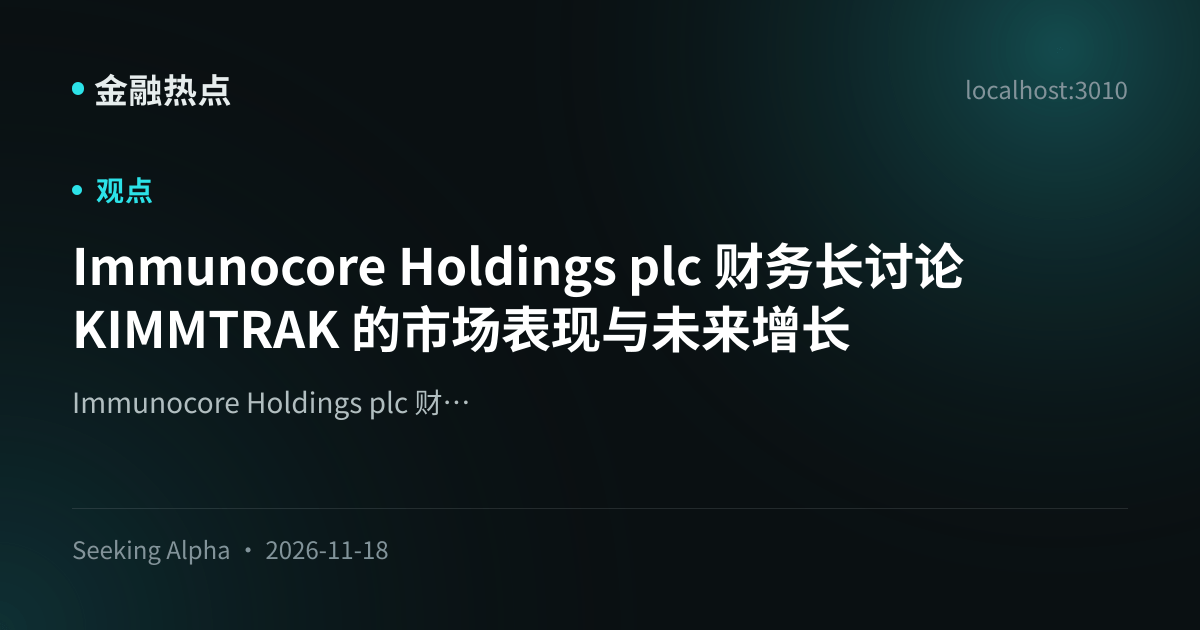 金融热点
localhost:3010
观点
Immunocore Holdings plc 财务长讨论
KIMMTRAK 的市场表现与未来增长
Immunocore Holdings plc 财…
Seeking Alpha · 2026-11-18